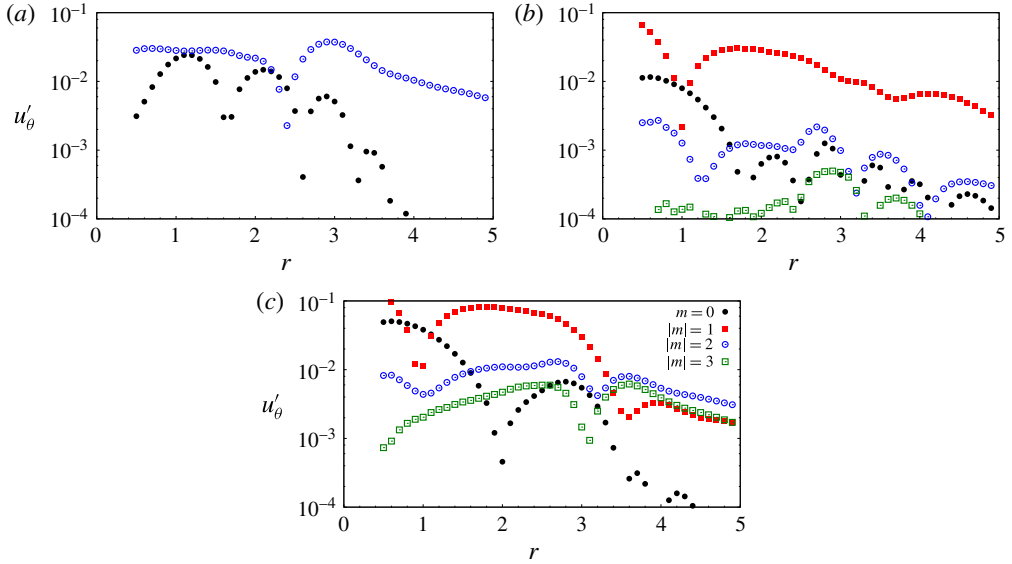 (a)
10⁻¹
10⁻²
10⁻³
10⁻⁴
u′θ
0 1 2 3 4 5
r
(b)
10⁻¹
10⁻²
10⁻³
10⁻⁴
0 1 2 3 4 5
r
(c)
10⁻¹
10⁻²
10⁻³
10⁻⁴
u′θ
m = 0
|m| = 1
|m| = 2
|m| = 3
0 1 2 3 4 5
r